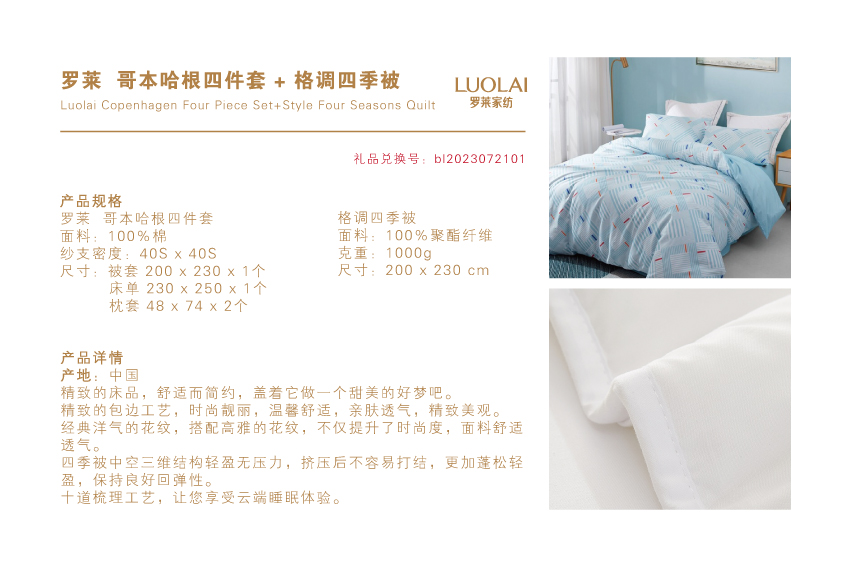 罗莱 哥本哈根四件套 + 格调四季被
Luolai Copenhagen Four Piece Set+Style Four Seasons Quilt
LUOLAI
罗莱家纺
礼品兑换号：bl2023072101
产品规格
罗莱 哥本哈根四件套
面料：100%棉
纱支密度：40S x 40S
尺寸：被套 200 x 230 x 1个
床单 230 x 250 x 1个
枕套 48 x 74 x 2个
格调四季被
面料：100%聚酯纤维
克重：1000g
尺寸：200 x 230 cm
产品详情
产地：中国
精致的床品，舒适而简约，盖着它做一个甜美的好梦吧。
精致的包边工艺，时尚靓丽，温馨舒适，亲肤透气，精致美观。
经典洋气的花纹，搭配高雅的花纹，不仅提升了时尚度，面料舒适
透气。
四季被中空三维结构轻盈无压力，挤压后不容易打结，更加蓬松轻
盈，保持良好回弹性。
十道梳理工艺，让您享受云端睡眠体验。